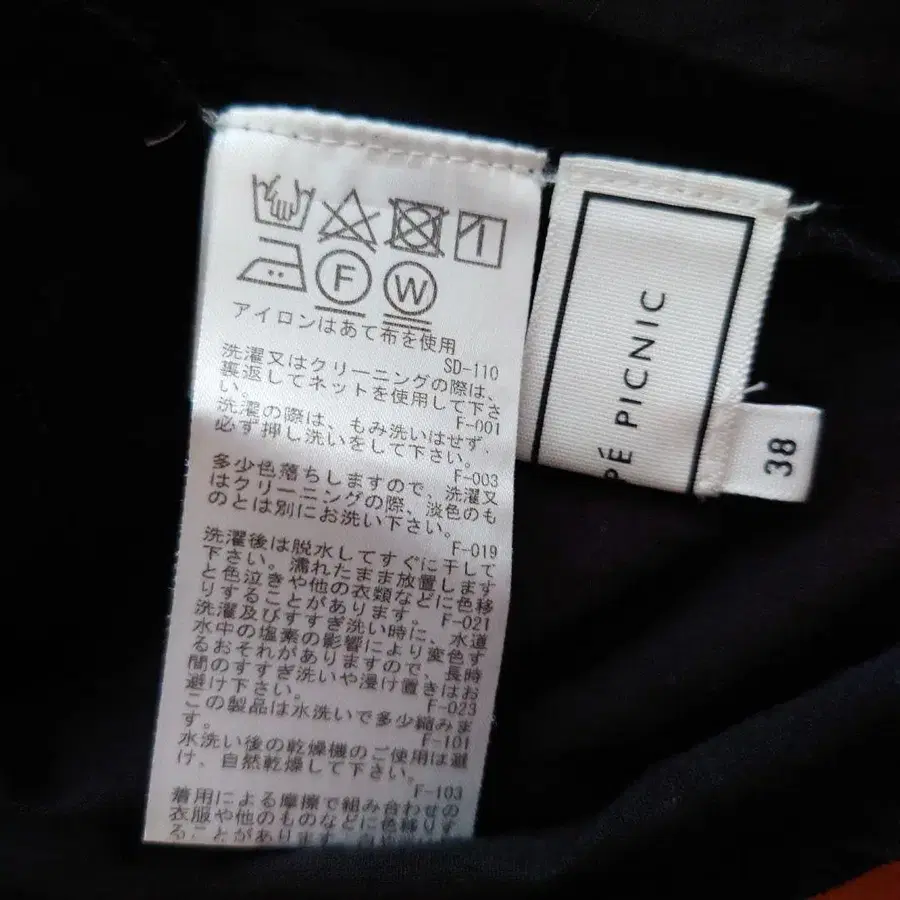 F W
アイロンはあて布を使用
SD-110
洗濯又はクリーニングの際は、
裏返してネットを使用して下さ
い。
F-001
洗濯の際は、もみ洗いはせず、
必ず押し洗いをして下さい。
F-003
多少色落ちしますので、洗濯又
はクリーニングの際、淡色のも
のとは別にお洗い下さい。
F-019
洗濯後は脱水してすぐに干して
下さい。濡れたまま放置します
と色泣きや他の衣類などに色移
りすることがあります。
F-021
洗濯及びすすぎ洗い時に、水道
水中の塩素の影響により変色す
るおそれがありますので、長時
間のすすぎ洗いや浸け置きはお
避け下さい。
F-023
この製品は水洗いで多少縮みま
す。
F-101
水洗い後の乾燥機のご使用は避
け、自然乾燥して下さい。
F-103
着用による摩擦で組み合わせの
衣服や他のものなどに色移りす
ることがあります。
PÉ PICNIC
38